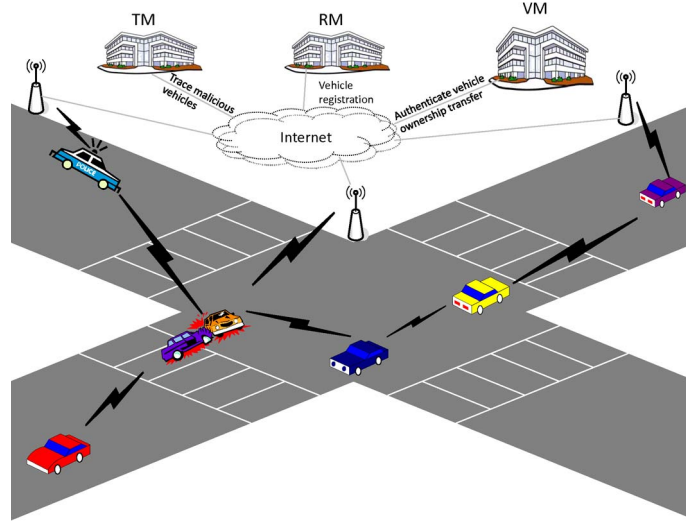 TM
RM
VM
Trace malicious
vehicles
Vehicle
registration
Authenticate vehicle
ownership transfer
Internet
POLICE